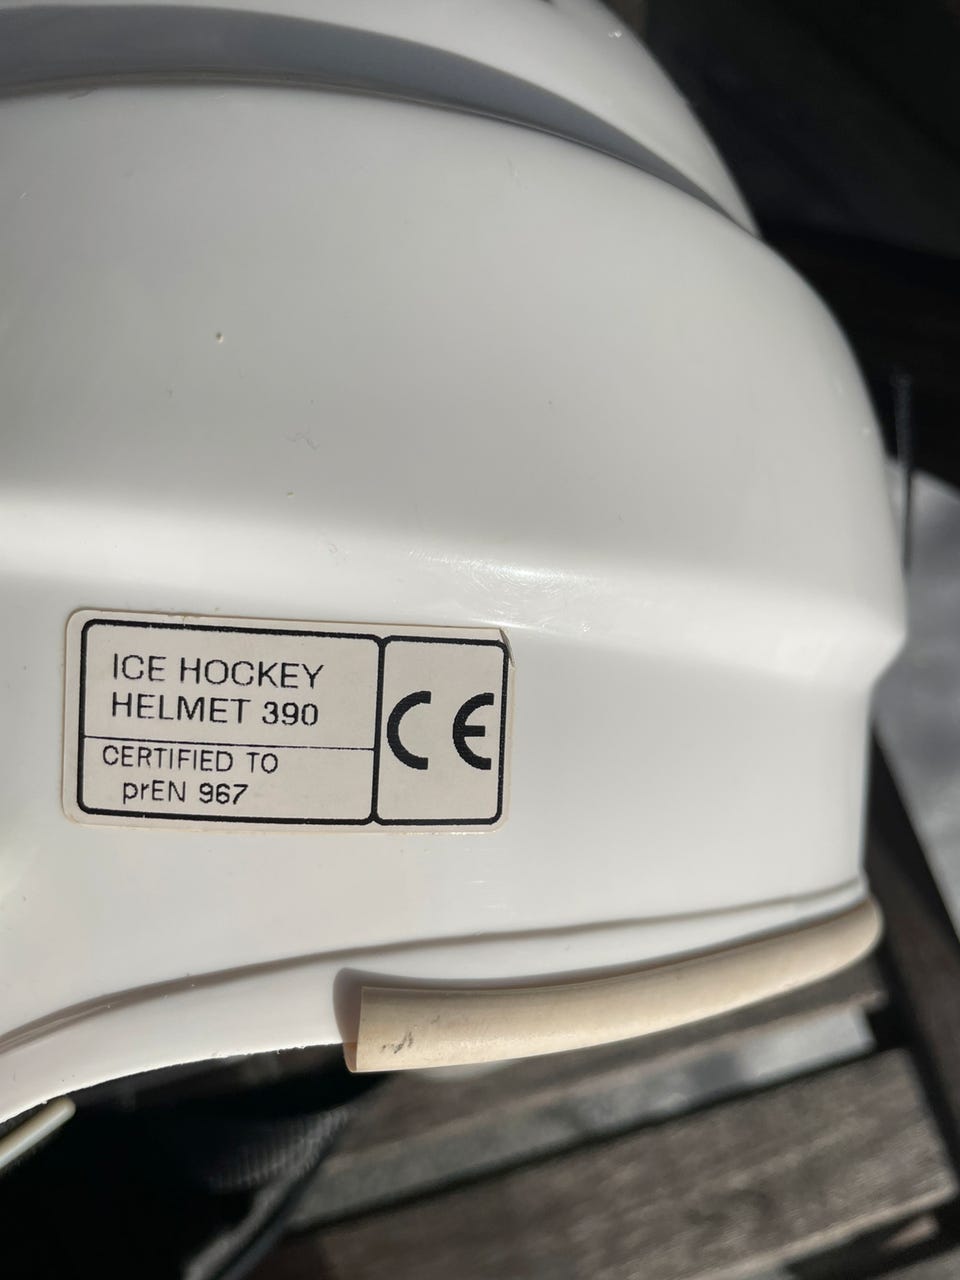 ICE HOCKEY
HELMET 390
CERTIFIED TO
prEN 967
CE